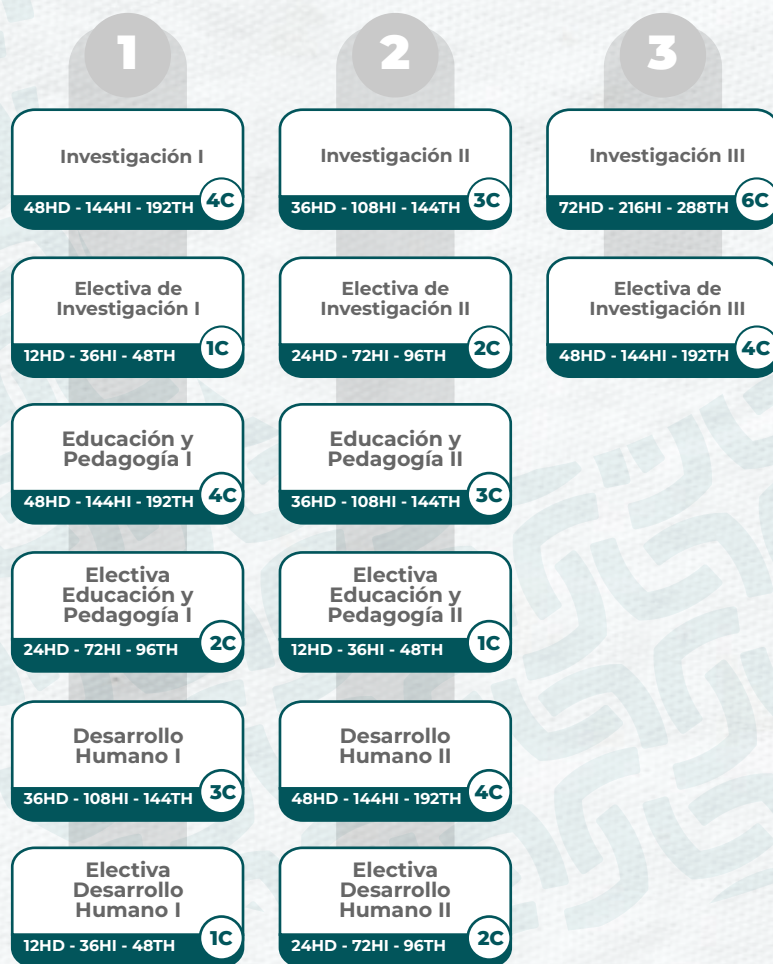 1
2
3
Investigación I
48HD - 144HI - 192TH
4C
Investigación II
36HD - 108HI - 144TH
3C
Investigación III
72HD - 216HI - 288TH
6C
Electiva de
Investigación I
12HD - 36HI - 48TH
1C
Electiva de
Investigación II
24HD - 72HI - 96TH
2C
Electiva de
Investigación III
48HD - 144HI - 192TH
4C
Educación y
Pedagogía I
48HD - 144HI - 192TH
4C
Educación y
Pedagogía II
36HD - 108HI - 144TH
3C
Electiva
Educación y
Pedagogía I
24HD - 72HI - 96TH
2C
Electiva
Educación y
Pedagogía II
12HD - 36HI - 48TH
1C
Desarrollo
Humano I
36HD - 108HI - 144TH
3C
Desarrollo
Humano II
48HD - 144HI - 192TH
4C
Electiva
Desarrollo
Humano I
12HD - 36HI - 48TH
1C
Electiva
Desarrollo
Humano II
24HD - 72HI - 96TH
2C